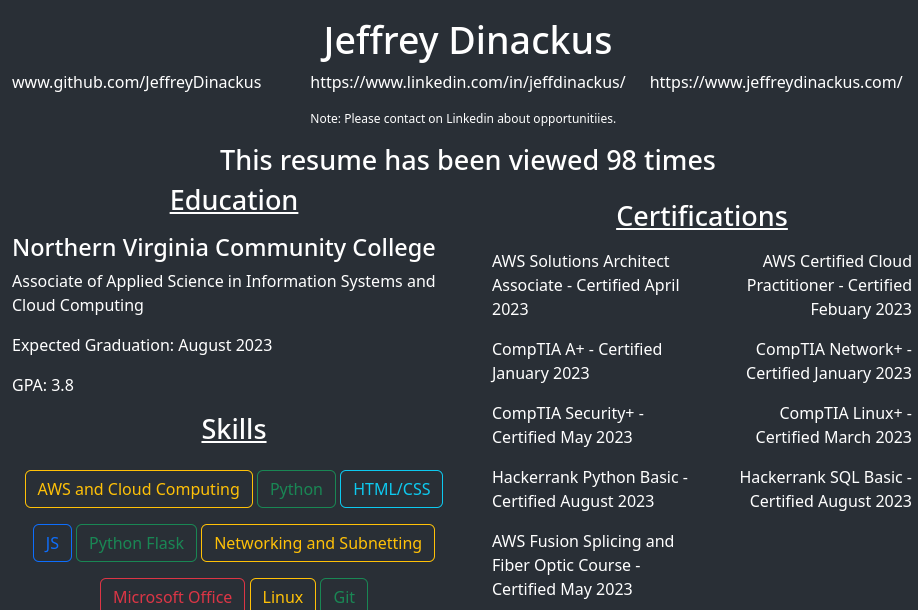 Jeffrey Dinackus
www.github.com/JeffreyDinackus
https://www.linkedin.com/in/jeffdinackus/
https://www.jeffreydinackus.com/
Note: Please contact on Linkedin about opportunitiies.
This resume has been viewed 98 times
Education
Northern Virginia Community College
Associate of Applied Science in Information Systems and
Cloud Computing
Expected Graduation: August 2023
GPA: 3.8
Skills
AWS and Cloud Computing
Python
HTML/CSS
JS
Python Flask
Networking and Subnetting
Microsoft Office
Linux
Git
Certifications
AWS Solutions Architect
Associate - Certified April
2023
AWS Certified Cloud
Practitioner - Certified
Febuary 2023
CompTIA A+ - Certified
January 2023
CompTIA Network+ -
Certified January 2023
CompTIA Security+ -
Certified May 2023
CompTIA Linux+ -
Certified March 2023
Hackerrank Python Basic -
Certified August 2023
Hackerrank SQL Basic -
Certified August 2023
AWS Fusion Splicing and
Fiber Optic Course -
Certified May 2023